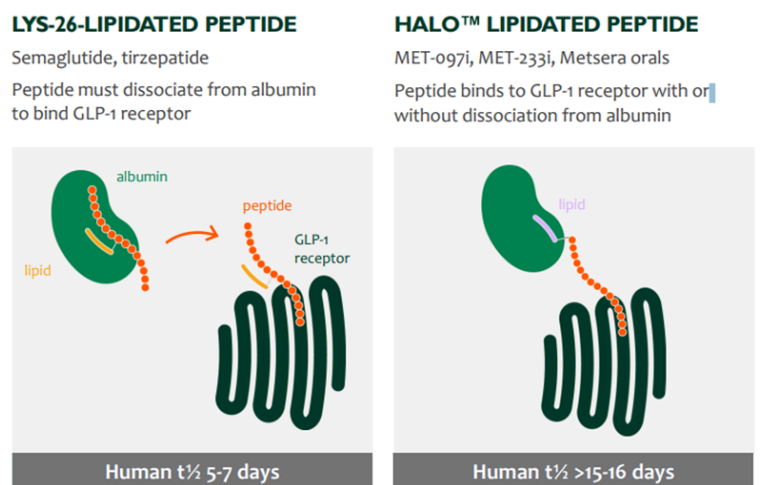 LYS-26-LIPIDATED PEPTIDE
Semaglutide, tirzepatide
Peptide must dissociate from albumin
to bind GLP-1 receptor
albumin
peptide
GLP-1
receptor
lipid
Human t½ 5-7 days
HALO™ LIPIDATED PEPTIDE
MET-097i, MET-233i, Metsera orals
Peptide binds to GLP-1 receptor with or
without dissociation from albumin
lipid
Human t½ >15-16 days